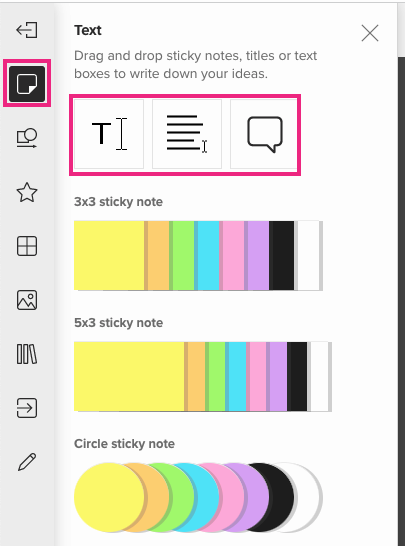 Text
Drag and drop sticky notes, titles or text
boxes to write down your ideas.
T
3x3 sticky note
5x3 sticky note
Circle sticky note